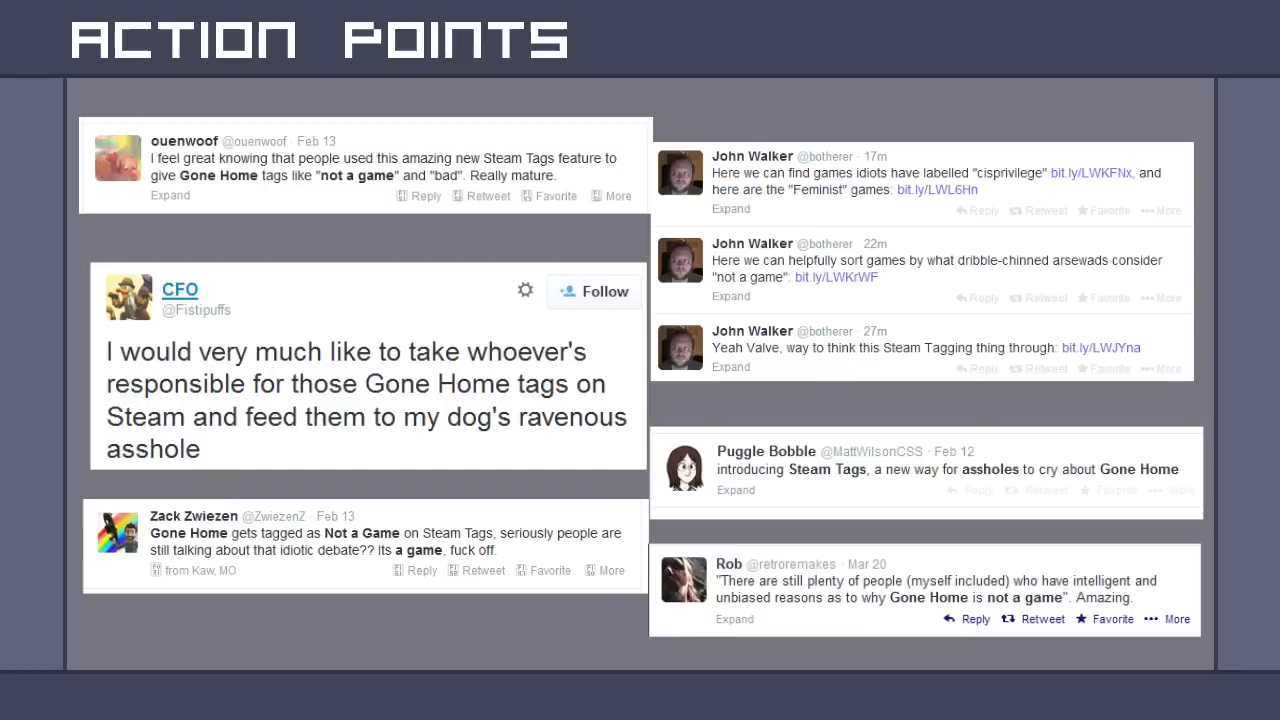 ACTION POINTS
ouenwoof @ouenwoof · Feb 13
I feel great knowing that people used this amazing new Steam Tags feature to
give Gone Home tags like "not a game" and "bad". Really mature.
Expand Reply Retweet Favorite More
CFO Follow
@Fistipuffs
I would very much like to take whoever's
responsible for those Gone Home tags on
Steam and feed them to my dog's ravenous
asshole
Zack Zwiezen @ZwiezenZ · Feb 13
Gone Home gets tagged as Not a Game on Steam Tags, seriously people are
still talking about that idiotic debate?? Its a game, fuck off.
from Kaw, MO Reply Retweet Favorite More
John Walker @botherer · 17m
Here we can find games idiots have labelled "cisprivilege" bit.ly/LWKFNx, and
here are the "Feminist" games: bit.ly/LWL6Hn
Expand Reply Retweet Favorite More
John Walker @botherer · 22m
Here we can helpfully sort games by what dribble-chinned arsewads consider
"not a game": bit.ly/LWKrWF
Expand Reply Retweet Favorite More
John Walker @botherer · 27m
Yeah Valve, way to think this Steam Tagging thing through: bit.ly/LWJYna
Expand Reply Retweet Favorite More
Puggle Bobble @MattWilsonCSS · Feb 12
introducing Steam Tags, a new way for assholes to cry about Gone Home
Expand Reply Retweet Favorite More
Rob @retroremakes · Mar 20
"There are still plenty of people (myself included) who have intelligent and
unbiased reasons as to why Gone Home is not a game". Amazing.
Expand Reply Retweet Favorite More